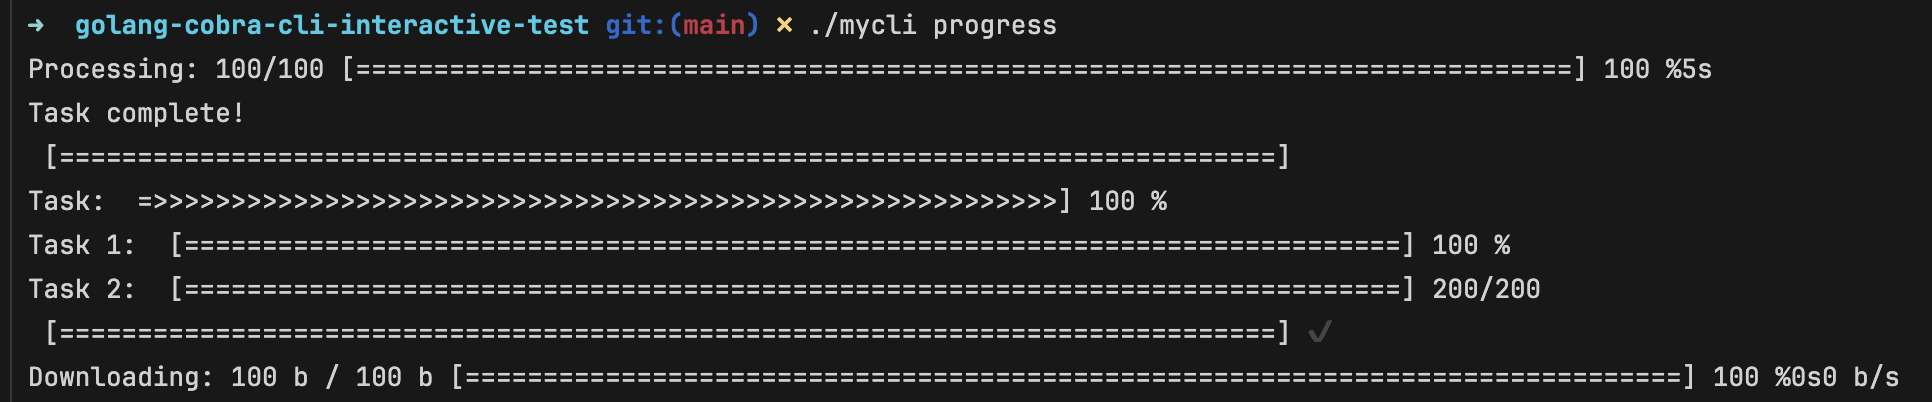 ➜  golang-cobra-cli-interactive-test git:(main) ✗ ./mycli progress
Processing: 100/100 [==============================================================================] 100 %5s
Task complete!
 [==============================================================================]
Task:  =>>>>>>>>>>>>>>>>>>>>>>>>>>>>>>>>>>>>>>>>>>>>>>>>>>>>>>>>>>] 100 %
Task 1:  [==============================================================================] 100 %
Task 2:  [==============================================================================] 200/200
 [==============================================================================] ✓
Downloading: 100 b / 100 b [==============================================================================] 100 %0s0 b/s